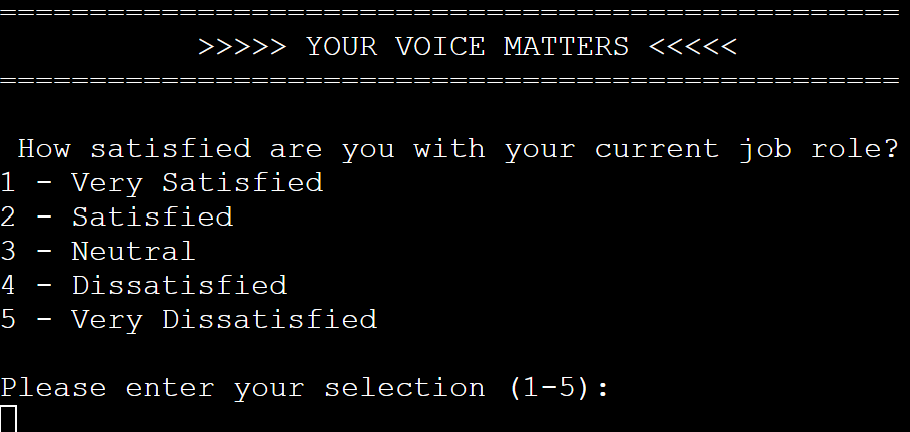 ==================================================
>>>>> YOUR VOICE MATTERS <<<<<
==================================================
How satisfied are you with your current job role?
1 - Very Satisfied
2 - Satisfied
3 - Neutral
4 - Dissatisfied
5 - Very Dissatisfied
Please enter your selection (1-5):